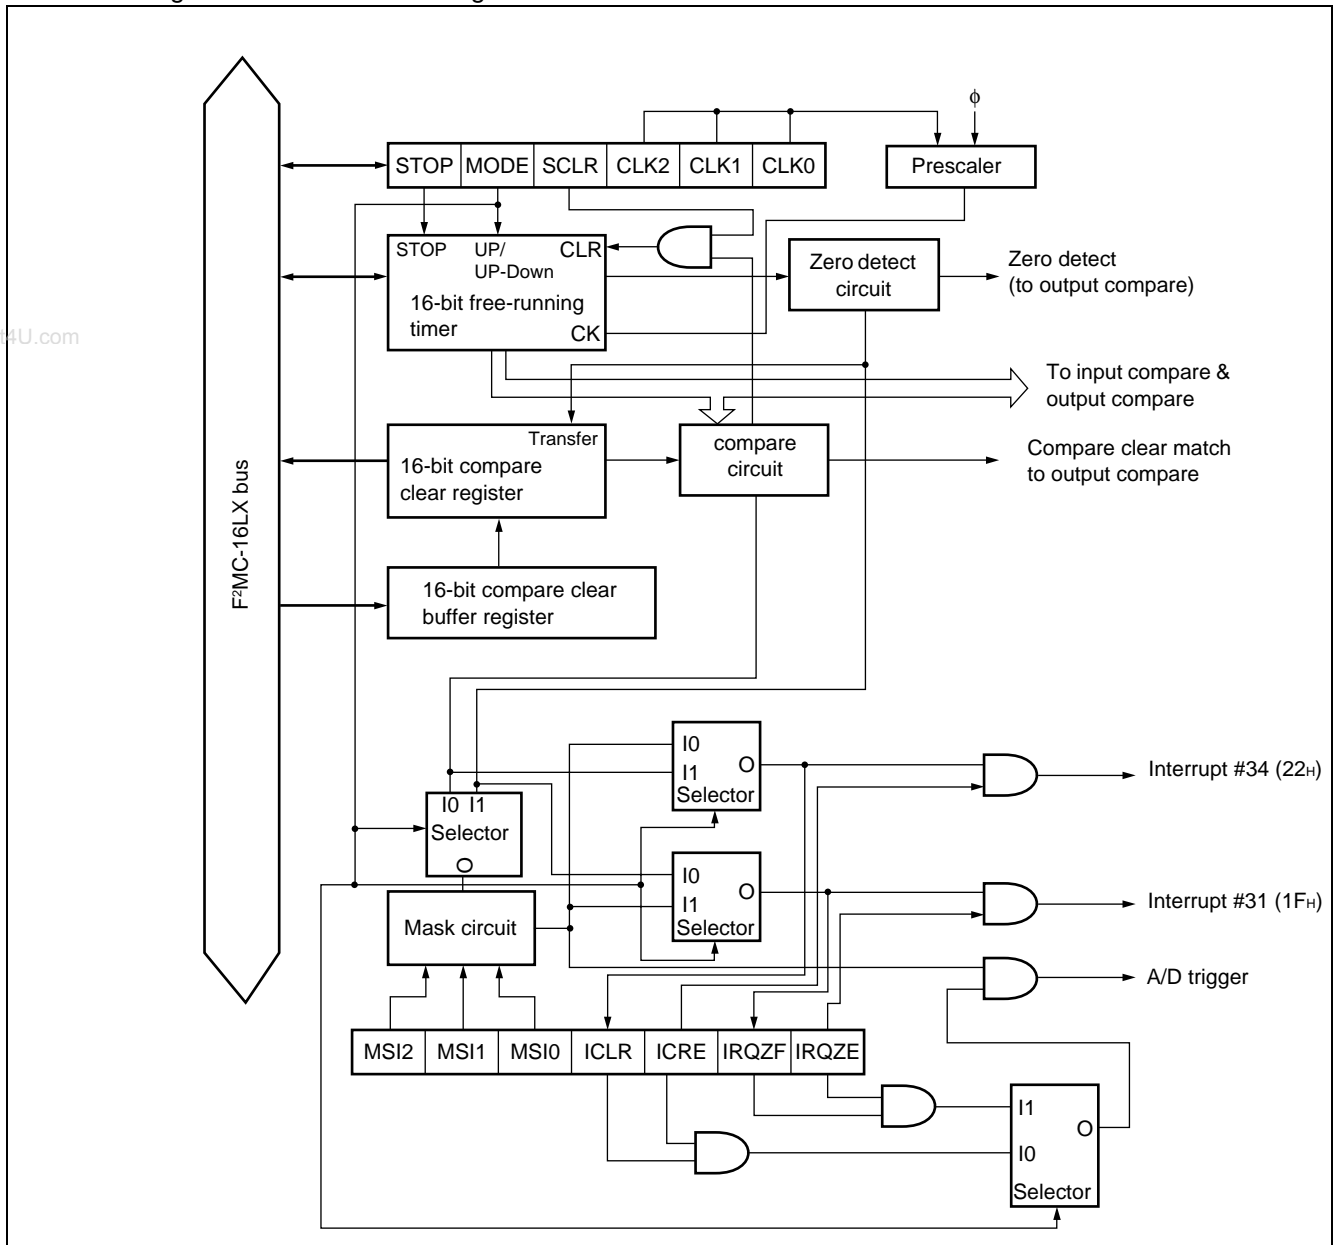 t4U.com
F²MC-16LX bus
φ
STOP MODE SCLR CLK2 CLK1 CLK0
Prescaler
STOP UP/ CLR
UP-Down
16-bit free-running
timer
CK
Zero detect
circuit
Zero detect
(to output compare)
To input compare &
output compare
Transfer
16-bit compare
clear register
compare
circuit
Compare clear match
to output compare
16-bit compare clear
buffer register
I0
I1
O
Selector
Interrupt #34 (22H)
I0 I1
Selector
O
I0
I1
O
Selector
Interrupt #31 (1FH)
Mask circuit
A/D trigger
MSI2 MSI1 MSI0 ICLR ICRE IRQZF IRQZE
I1
O
I0
Selector